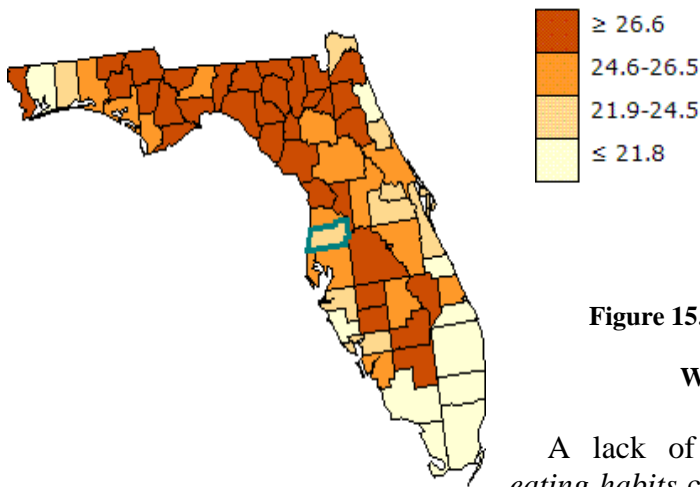 ≥ 26.6
24.6-26.5
21.9-24.5
≤ 21.8
Figure 15.
W
A lack of
eating habits c